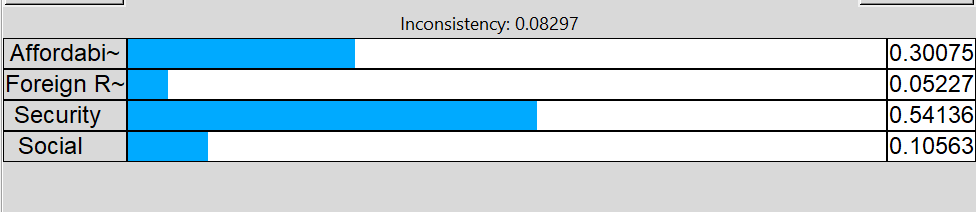 Inconsistency: 0.08297
Affordabi~ 0.30075
Foreign R~ 0.05227
Security 0.54136
Social 0.10563